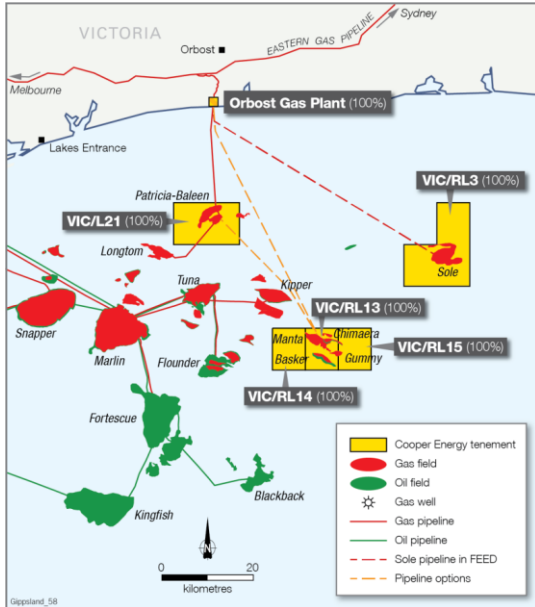 VICTORIA
Orbost
EASTERN GAS PIPELINE
Sydney
Melbourne
Orbost Gas Plant (100%)
Lakes Entrance
VIC/RL3 (100%)
Patricia-Baleen
VIC/L21 (100%)
Longtom
Sole
Tuna
Kipper
VIC/RL13 (100%)
Snapper
Marlin
Manta
Chimaera
Flounder
Basker
Gummy
VIC/RL15 (100%)
VIC/RL14 (100%)
Fortescue
Blackback
Kingfish
N
0
20
kilometres
Cooper Energy tenement
Gas field
Oil field
Gas well
Gas pipeline
Oil pipeline
Sole pipeline in FEED
Pipeline options
Gippsland_58